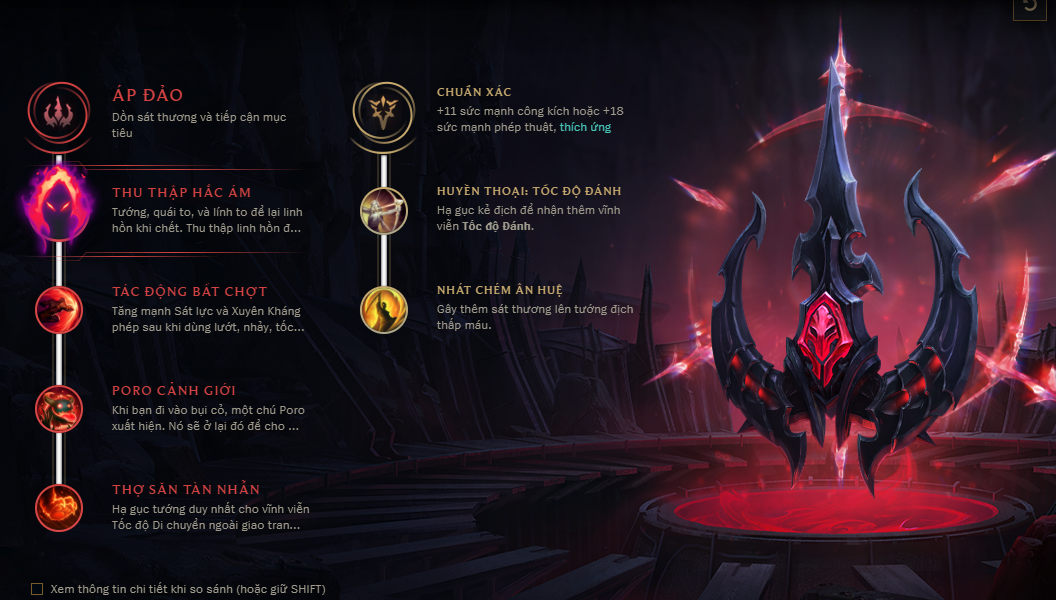 5
ÁP ĐẢO
Dồn sát thương và tiếp cận mục
tiêu
THU THẬP HẮC ÁM
Tướng, quái to, và lính to để lại linh
hồn khi chết. Thu thập linh hồn đ...
TÁC ĐỘNG BẤT CHỢT
Tăng mạnh Sát lực và Xuyên Kháng
phép sau khi dùng lướt, nhảy, tốc...
PORO CẢNH GIỚI
Khi bạn đi vào bụi cỏ, một chú Poro
xuất hiện. Nó sẽ ở lại đó để cho ...
THỢ SĂN TÀN NHẪN
Hạ gục tướng duy nhất cho vĩnh viễn
Tốc độ Di chuyển ngoài giao tran...
CHUẨN XÁC
+11 sức mạnh công kích hoặc +18
sức mạnh phép thuật, thích ứng
HUYỀN THOẠI: TỐC ĐỘ ĐÁNH
Hạ gục kẻ địch để nhận thêm vĩnh
viễn Tốc độ Đánh.
NHÁT CHÉM ÂN HUỆ
Gây thêm sát thương lên tướng địch
thấp máu.
Xem thông tin chi tiết khi so sánh (hoặc giữ SHIFT)